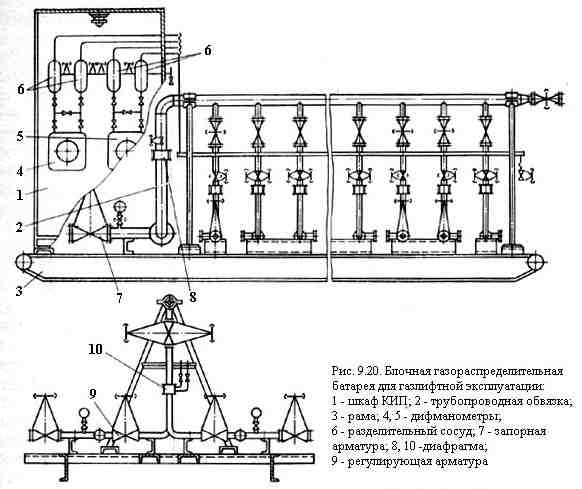 6
6
5
4
1
2
3
7
8
10
9
Рис. 9.20. Блочная газораспределительная
батарея для газлифтной эксплуатации:
1 - шкаф КИП; 2 - трубопроводная обвязка;
3 - рама; 4, 5 - дифманометры;
6 - разделительный сосуд; 7 - запорная
арматура; 8, 10 -диафрагма;
9 - регулирующая арматура